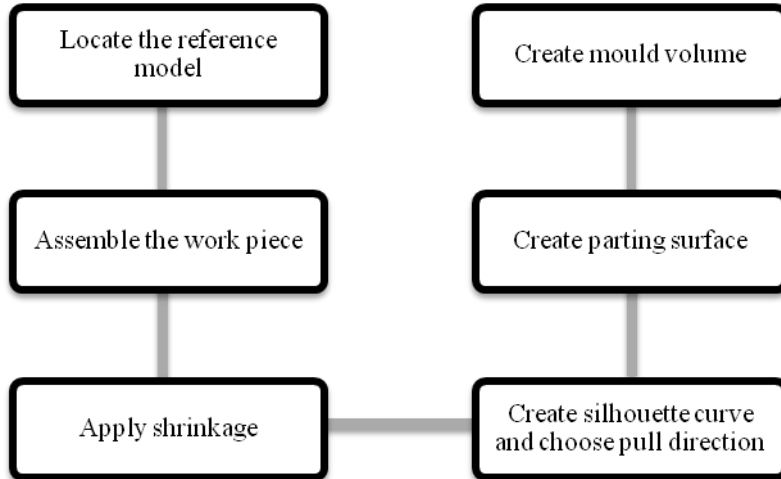 Locate the reference
model
Assemble the work piece
Apply shrinkage
Create silhouette curve
and choose pull direction
Create parting surface
Create mould volume